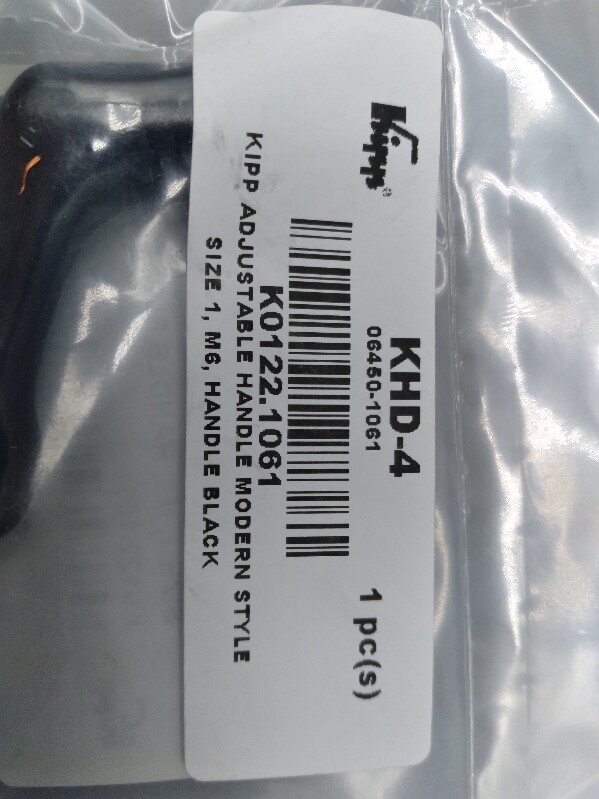 Kipp®
KHD-4
06450-1061
1 pc(s)
K0122.1061
KIPP ADJUSTABLE HANDLE MODERN STYLE
SIZE 1, M6, HANDLE BLACK